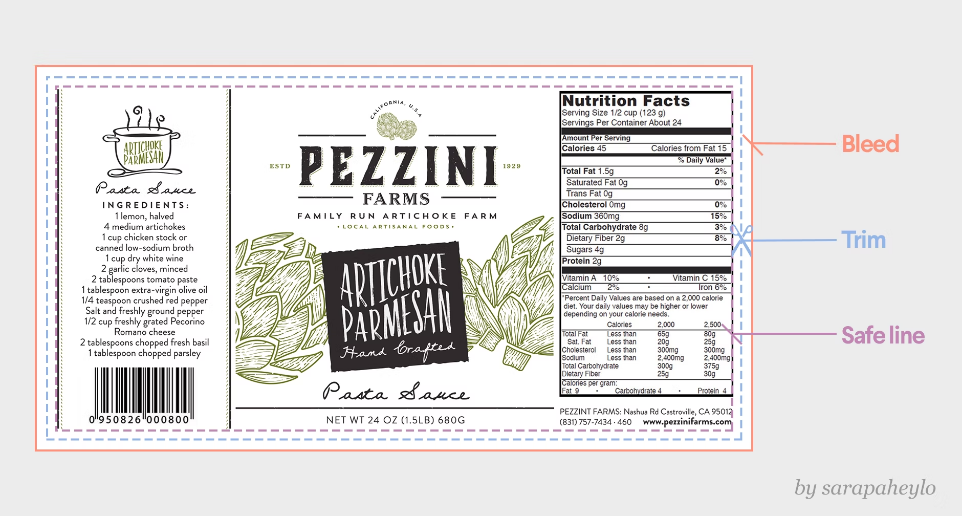 ARTICHOKE
PARMESAN
Pasta Sauce
INGREDIENTS:
1 lemon, halved
4 medium artichokes
1 cup chicken stock or
canned low-sodium broth
1 cup dry white wine
2 garlic cloves, minced
2 tablespoons tomato paste
1 tablespoon extra-virgin olive oil
1/4 teaspoon crushed red pepper
Salt and freshly ground pepper
1/2 cup freshly grated Pecorino
Romano cheese
2 tablespoons chopped fresh basil
1 tablespoon chopped parsley
0 950826 000800
CALIFORNIA, U.S.A
ESTD PEZZINI 1929
FARMS
FAMILY RUN ARTICHOKE FARM
• LOCAL ARTISANAL FOODS •
ARTICHOKE
PARMESAN
Hand Crafted
Pasta Sauce
NET WT 24 OZ (1.5LB) 680G
Nutrition Facts
Serving Size 1/2 cup (123 g)
Servings Per Container About 24
Amount Per Serving
Calories 45 Calories from Fat 15
% Daily Value*
Total Fat 1.5g 2%
Saturated Fat 0g 0%
Trans Fat 0g
Cholesterol 0mg 0%
Sodium 360mg 15%
Total Carbohydrate 8g 3%
Dietary Fiber 2g 8%
Sugars 4g
Protein 2g
Vitamin A 10% • Vitamin C 15%
Calcium 2% • Iron 6%
*Percent Daily Values are based on a 2,000 calorie
diet. Your daily values may be higher or lower
depending on your calorie needs.
Calories 2,000 2,500
Total Fat Less than 65g 80g
Sat. Fat Less than 20g 25g
Cholesterol Less than 300mg 300mg
Sodium Less than 2,400mg 2,400mg
Total Carbohydrate 300g 375g
Dietary Fiber 25g 30g
Calories per gram:
Fat 9 • Carbohydrate 4 • Protein 4
PEZZINI FARMS: Nashua Rd Castroville, CA 95012
(831) 757-7434 • 460 www.pezzinifarms.com
Bleed
Trim
Safe line
by sarapaheylo